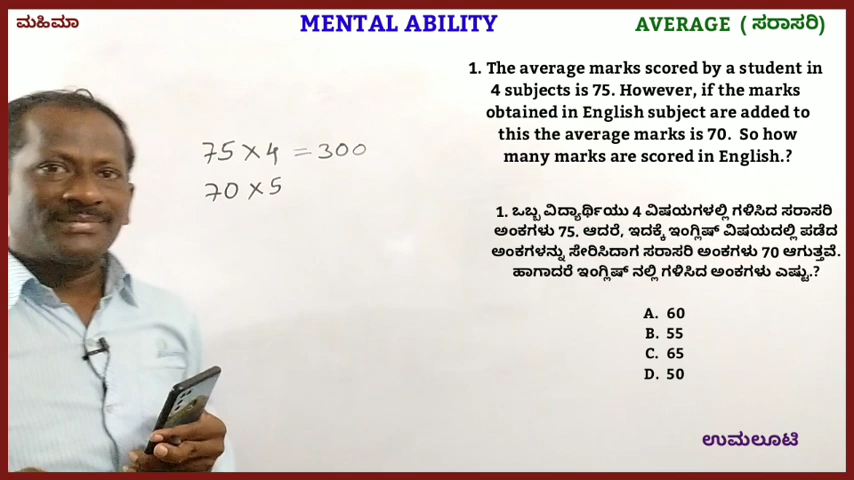 ಮಹಿಮಾ
MENTAL ABILITY
AVERAGE ( ಸರಾಸರಿ)
1. The average marks scored by a student in
4 subjects is 75. However, if the marks
obtained in English subject are added to
this the average marks is 70. So how
many marks are scored in English.?
75 × 4 = 300
70 × 5
1. ಒಬ್ಬ ವಿದ್ಯಾರ್ಥಿಯು 4 ವಿಷಯಗಳಲ್ಲಿ ಗಳಿಸಿದ ಸರಾಸರಿ
ಅಂಕಗಳು 75. ಆದರೆ, ಇದಕ್ಕೆ ಇಂಗ್ಲಿಷ್ ವಿಷಯದಲ್ಲಿ ಪಡೆದ
ಅಂಕಗಳನ್ನು ಸೇರಿಸಿದಾಗ ಸರಾಸರಿ ಅಂಕಗಳು 70 ಆಗುತ್ತವೆ.
ಹಾಗಾದರೆ ಇಂಗ್ಲಿಷ್ ನಲ್ಲಿ ಗಳಿಸಿದ ಅಂಕಗಳು ಎಷ್ಟು.?
A. 60
B. 55
C. 65
D. 50
ಉಮಲೂಟಿ